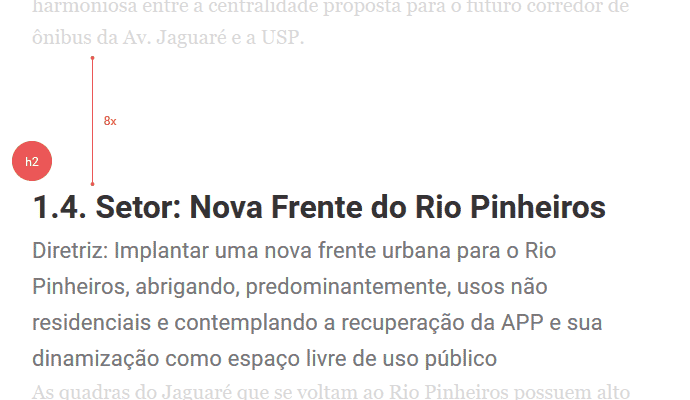 harmoniosa entre a centralidade proposta para o futuro corredor de
ônibus da Av. Jaguaré e a USP.
8x
h2
1.4. Setor: Nova Frente do Rio Pinheiros
Diretriz: Implantar uma nova frente urbana para o Rio
Pinheiros, abrigando, predominantemente, usos não
residenciais e contemplando a recuperação da APP e sua
dinamização como espaço livre de uso público
As quadras do Jaguaré que se voltam ao Rio Pinheiros possuem alto